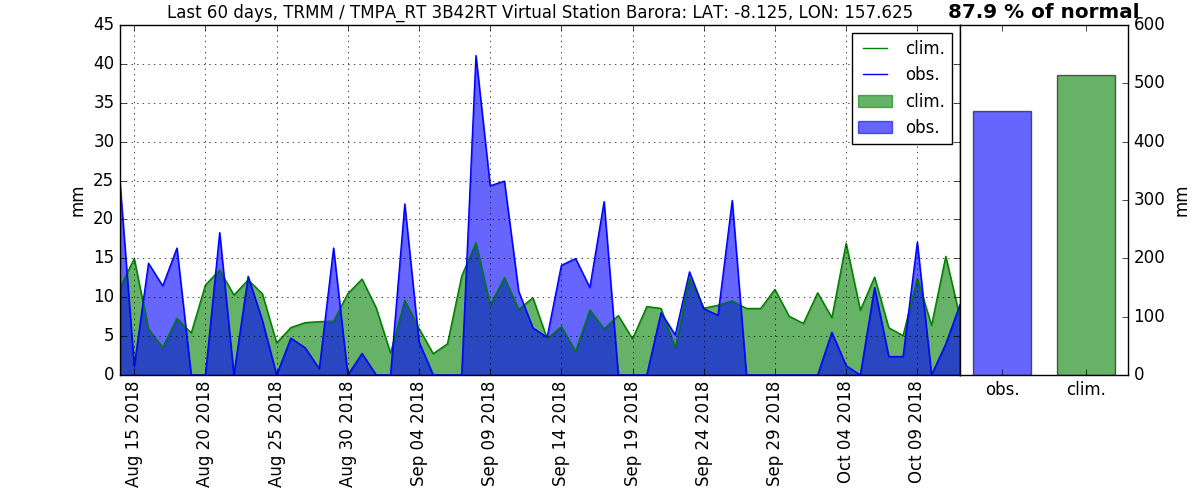 Last 60 days, TRMM / TMPA_RT 3B42RT Virtual Station Barora: LAT: -8.125, LON: 157.625
87.9 % of normal
45
40
35
30
25
20
15
10
5
0
mm
clim.
obs.
clim.
obs.
600
500
400
300
200
100
0
mm
Aug 15 2018
Aug 20 2018
Aug 25 2018
Aug 30 2018
Sep 04 2018
Sep 09 2018
Sep 14 2018
Sep 19 2018
Sep 24 2018
Sep 29 2018
Oct 04 2018
Oct 09 2018
obs.
clim.